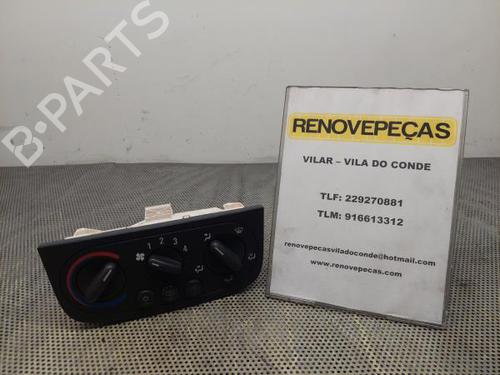 B-PARTS
RENOVEPEÇAS
VILAR – VILA DO CONDE
TLF: 229270881
TLM: 916613312
renovepecasviladoconde@hotmail.com
www.renovepecas.com
1 2 3 4